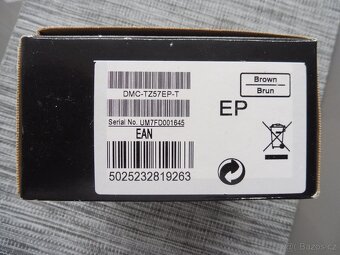 DMC-TZ57EP-T
Brown
Brun
Serial No. UM7FD001645
EP
EAN
5025232819263